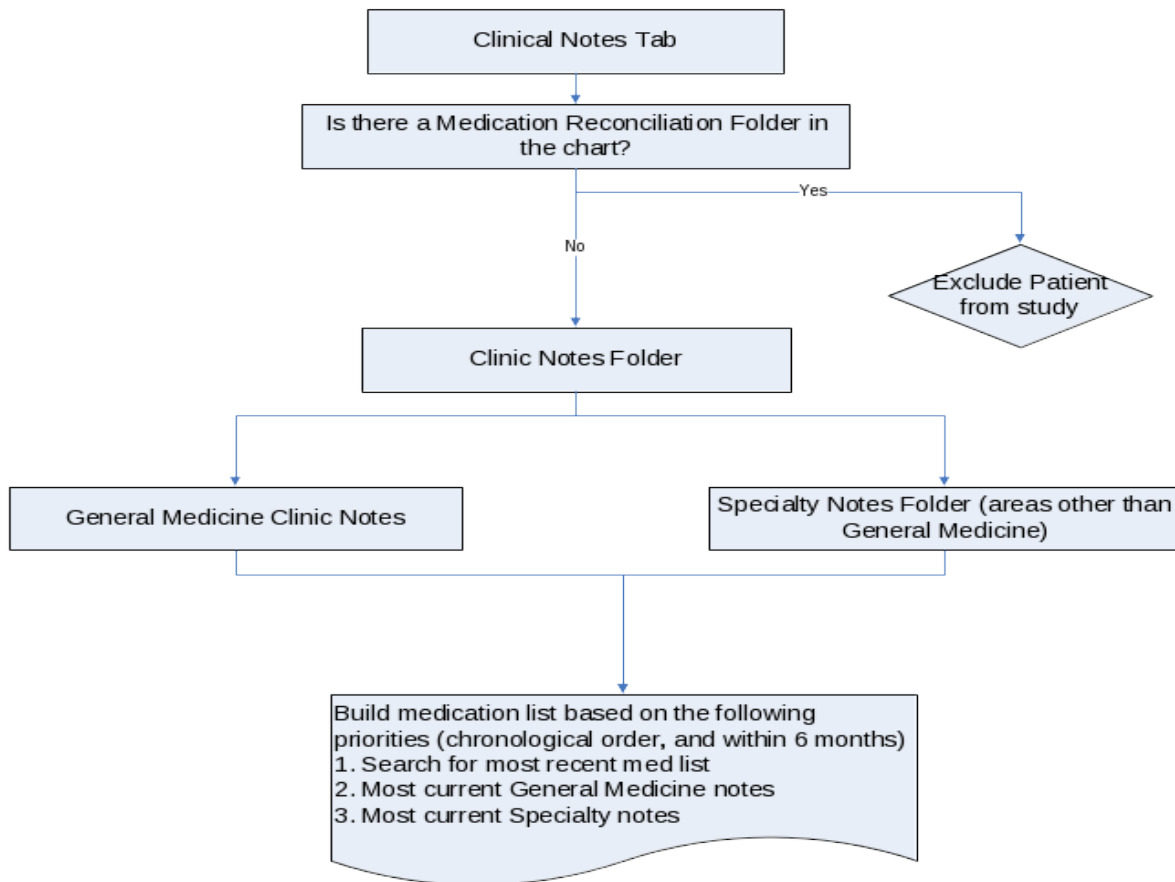 Clinical Notes Tab
Is there a Medication Reconciliation Folder in
the chart?
Yes
No
Exclude Patient
from study
Clinic Notes Folder
General Medicine Clinic Notes
Specialty Notes Folder (areas other than
General Medicine)
Build medication list based on the following
priorities (chronological order, and within 6 months)
1. Search for most recent med list
2. Most current General Medicine notes
3. Most current Specialty notes